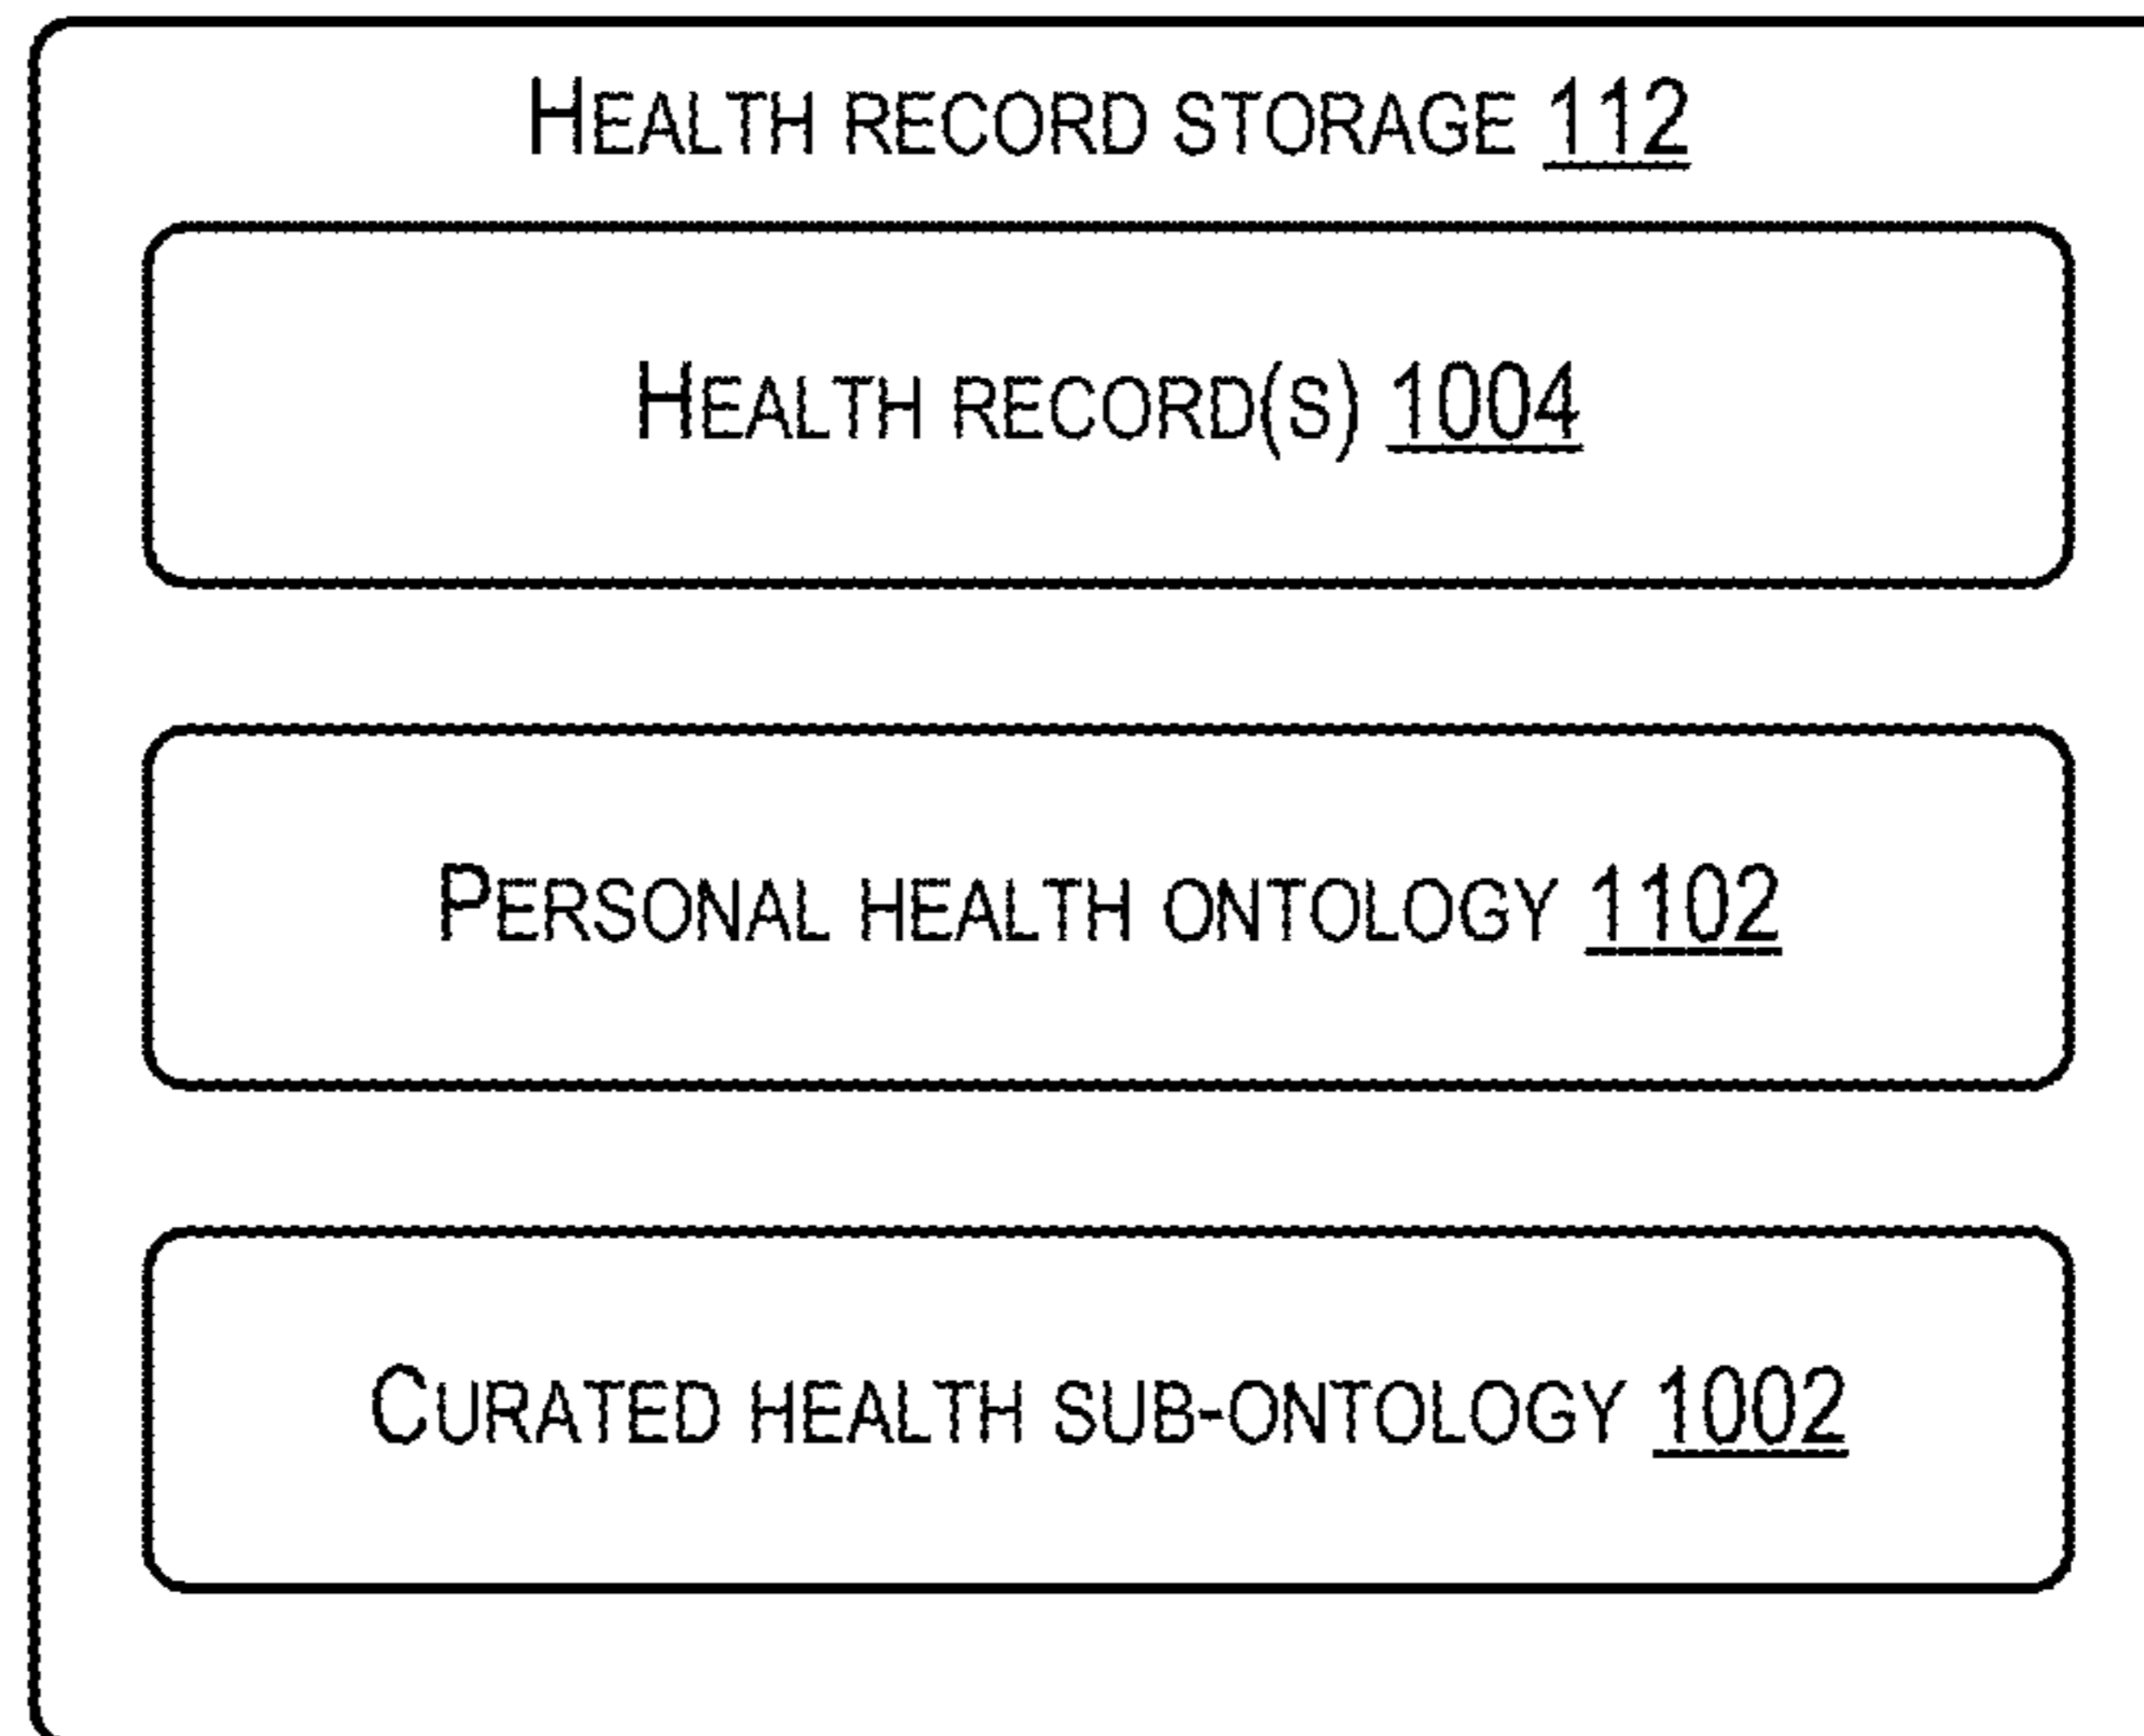 HEALTH RECORD STORAGE 112
HEALTH RECORD(S) 1004
PERSONAL HEALTH ONTOLOGY 1102
CURATED HEALTH SUB-ONTOLOGY 1002